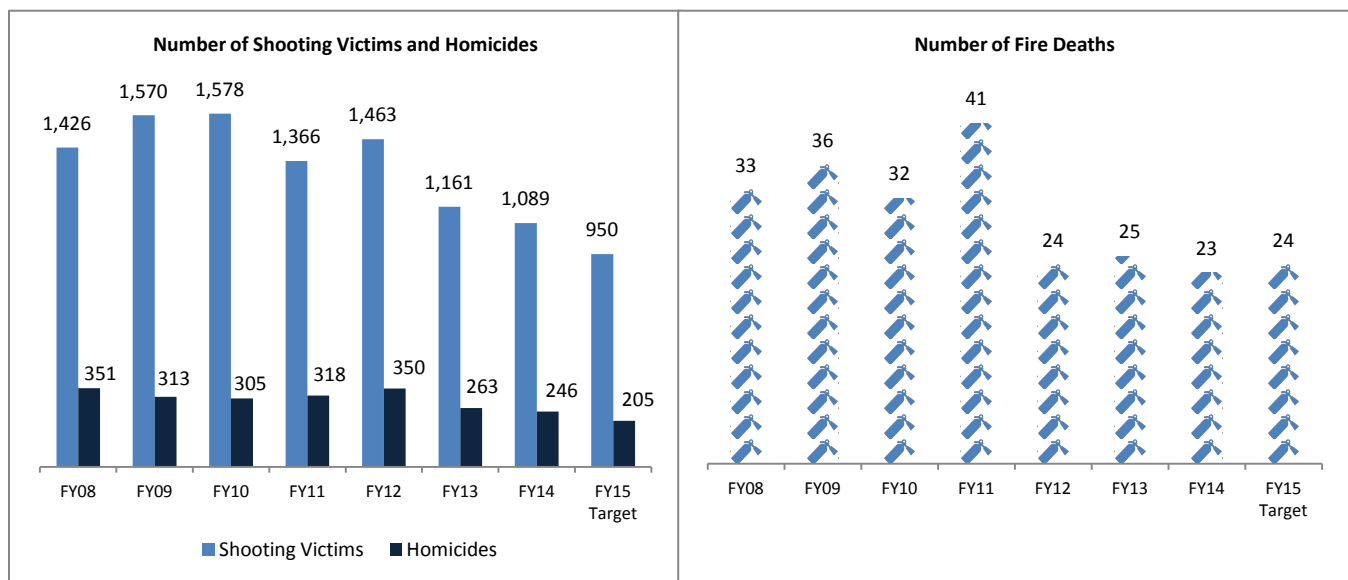 Number of Shooting Victims and Homicides
1,426
1,570
1,578
1,366
1,463
1,161
1,089
950
351
313
305
318
350
263
246
205
FY08
FY09
FY10
FY11
FY12
FY13
FY14
FY15
Target
Shooting Victims
Homicides
Number of Fire Deaths
33
36
32
41
24
25
23
24
FY08
FY09
FY10
FY11
FY12
FY13
FY14
FY15
Target